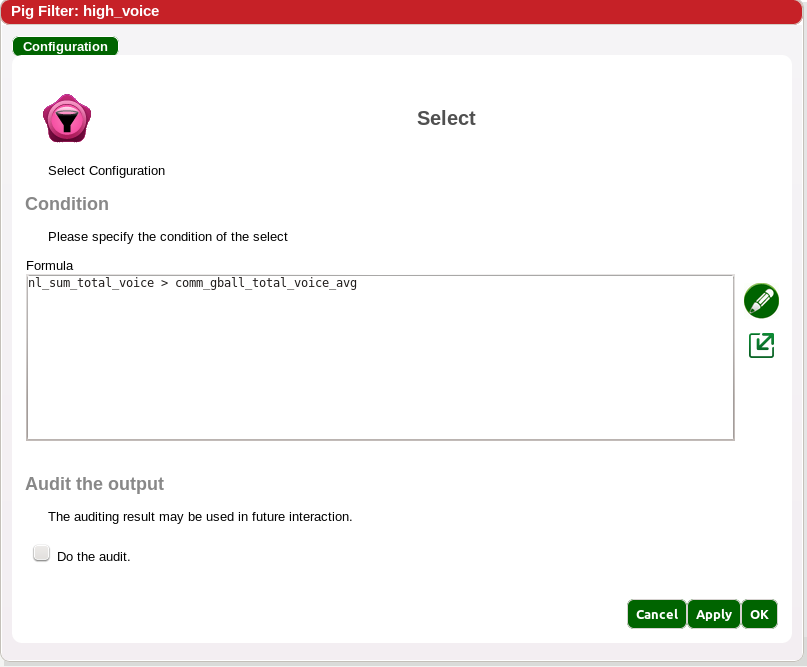 Pig Filter: high_voice
Configuration
Select
Select Configuration
Condition
Please specify the condition of the select
Formula
nl_sum_total_voice > comm_gball_total_voice_avg
Audit the output
The auditing result may be used in future interaction.
Do the audit.
Cancel Apply OK